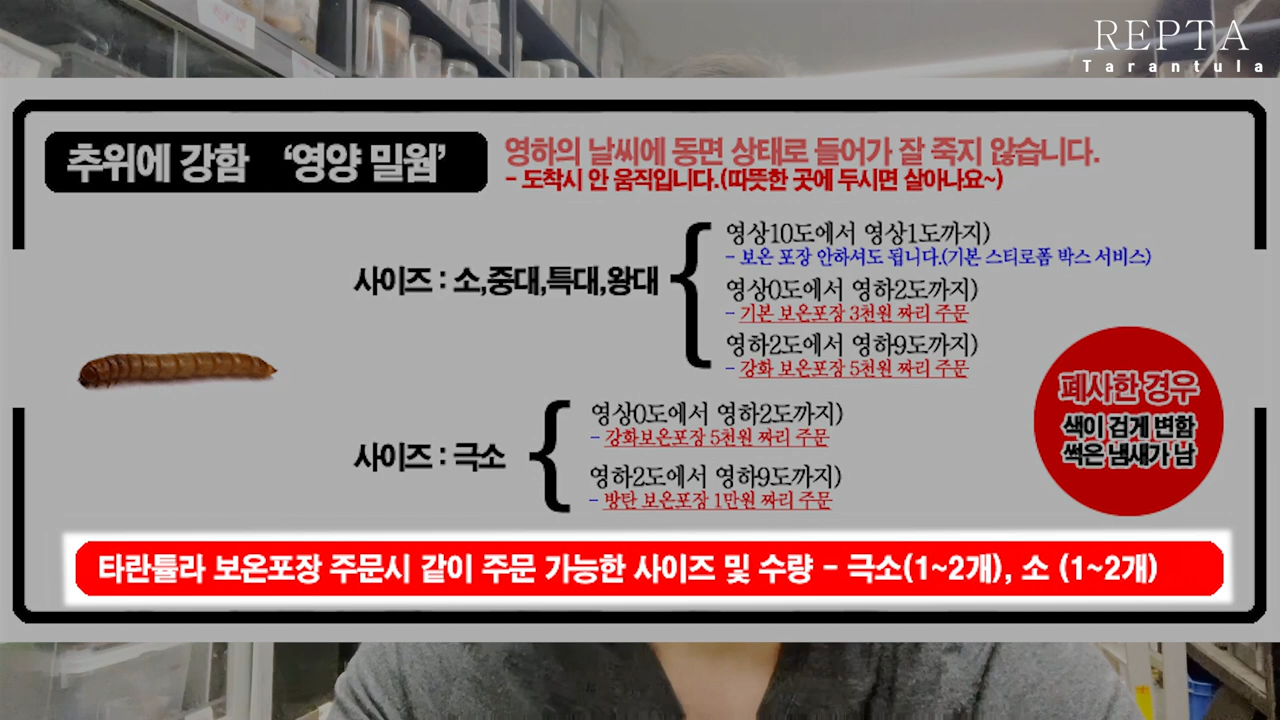 REPTA
Tarantula
추위에 강함 ‘영양 밀웜’
영하의 날씨에 동면 상태로 들어가 잘 죽지 않습니다.
- 도착시 안 움직입니다.(따뜻한 곳에 두시면 살아나요~)
사이즈 : 소,중대,특대,왕대
영상10도에서 영상1도까지)
- 보온 포장 안하셔도 됩니다.(기본 스티로폼 박스 서비스)
영상0도에서 영하2도까지)
- 기본 보온포장 3천원 짜리 주문
영하2도에서 영하9도까지)
- 강화 보온포장 5천원 짜리 주문
사이즈 : 극소
영상0도에서 영하2도까지)
- 강화보온포장 5천원 짜리 주문
영하2도에서 영하9도까지)
- 방탄 보온포장 1만원 짜리 주문
폐사한 경우
색이 검게 변함
썩은 냄새가 남
타란튤라 보온포장 주문시 같이 주문 가능한 사이즈 및 수량 - 극소(1~2개), 소 (1~2개)